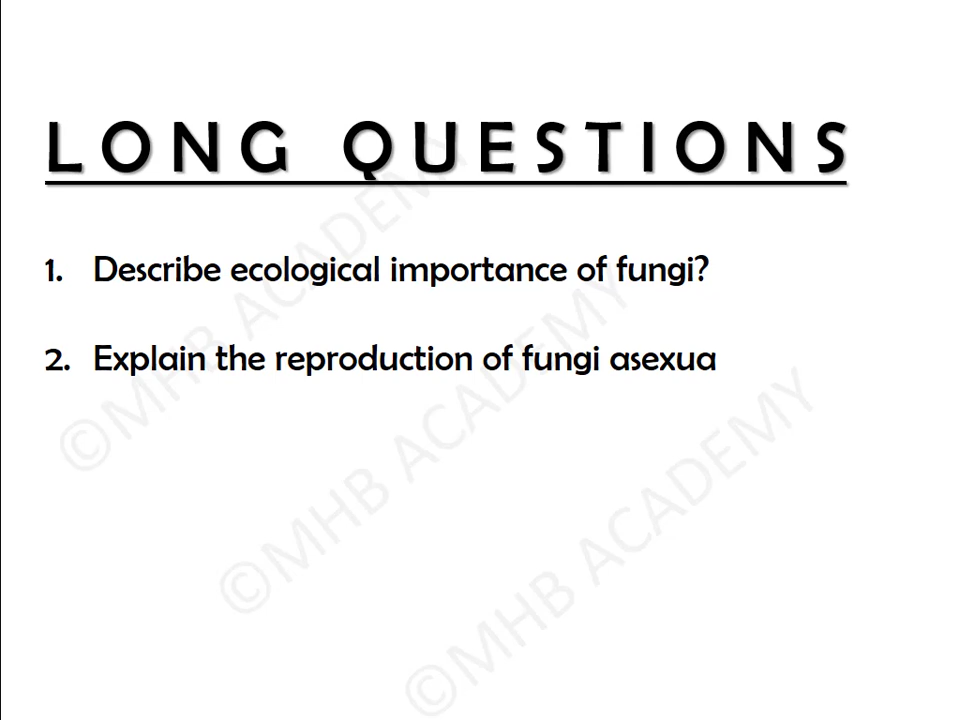 LONG QUESTIONS
1. Describe ecological importance of fungi?
2. Explain the reproduction of fungi asexua
©MHB ACADEMY
©MHB ACADEMY
©MHB ACADEMY